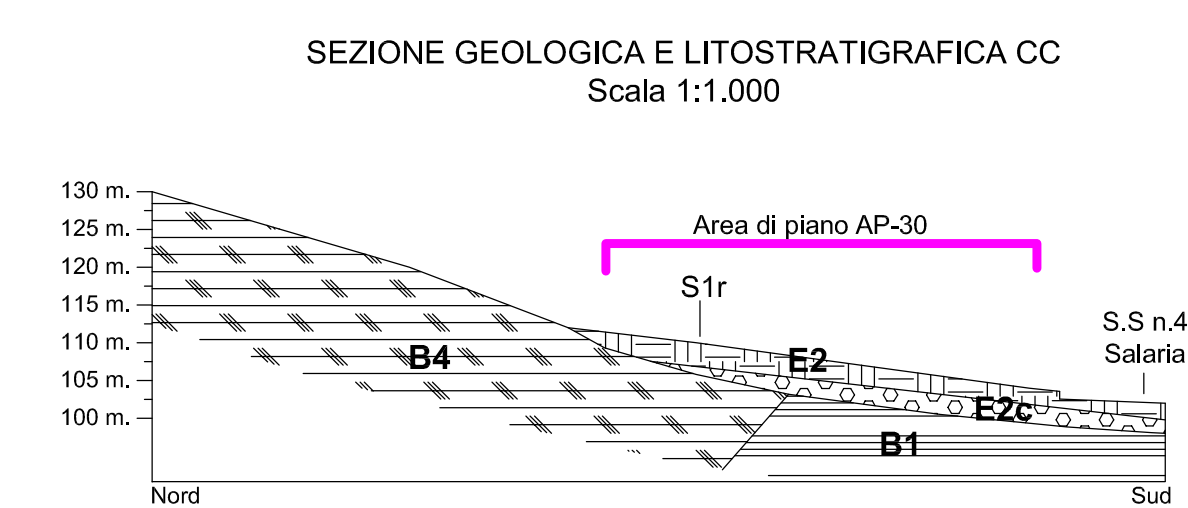 SEZIONE GEOLOGICA E LITOSTRATIGRAFICA CC
Scala 1:1.000
130 m.
125 m.
120 m.
115 m.
110 m.
105 m.
100 m.
Area di piano AP-30
S1r
S.S n.4
Salaria
B4
E2
E2c
B1
Nord
Sud